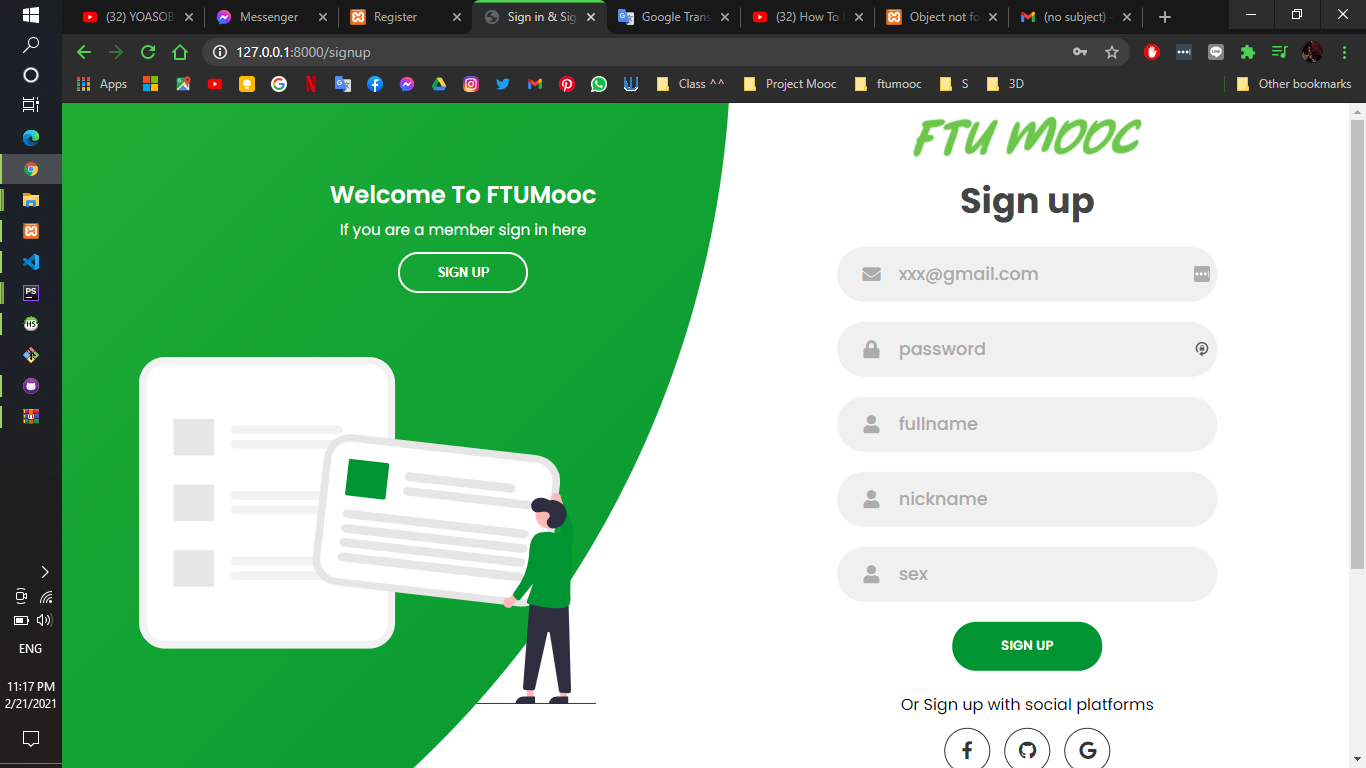 (32) YOASOB
Messenger
Register
Sign in & Sig
Google Trans
(32) How To
Object not fo
(no subject)
127.0.0.1:8000/signup
Apps
Class ^^
Project Mooc
ftumooc
S
3D
Other bookmarks
FTU MOOC
Welcome To FTUMooc
If you are a member sign in here
SIGN UP
Sign up
xxx@gmail.com
password
fullname
nickname
sex
SIGN UP
Or Sign up with social platforms
PS
HS
ENG
11:17 PM
2/21/2021